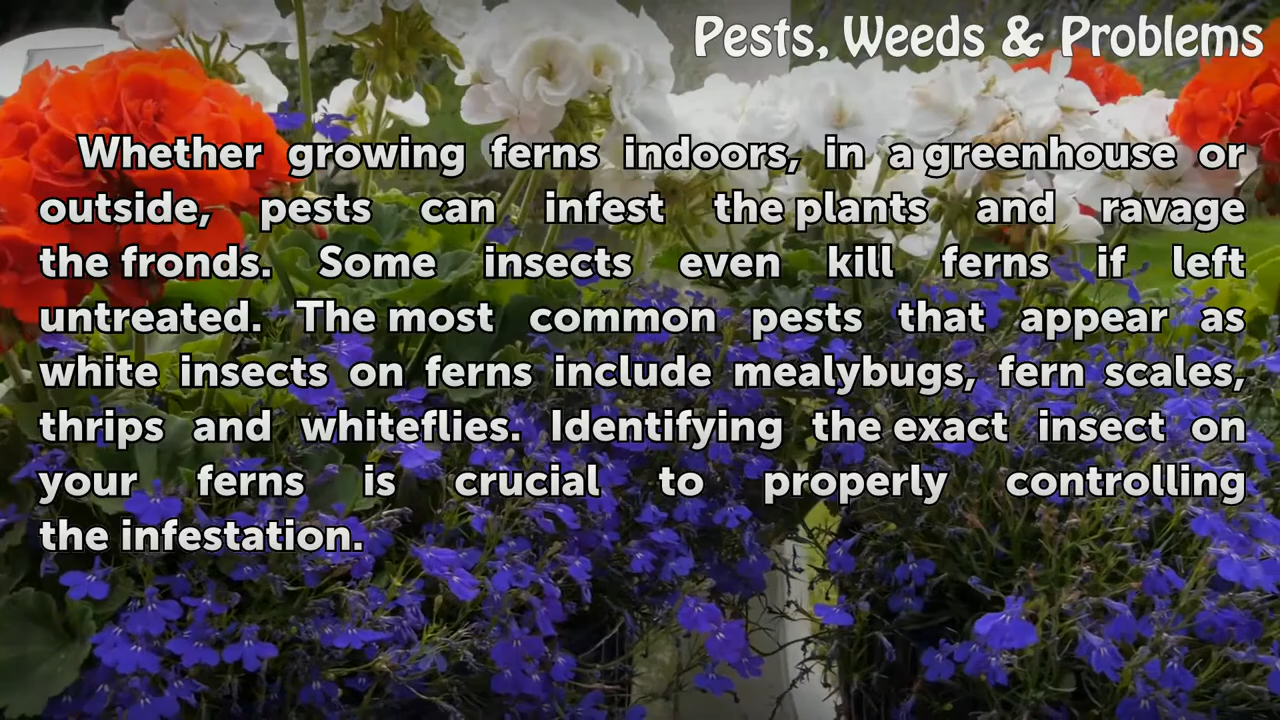 Pests, Weeds & Problems
Whether growing ferns indoors, in a greenhouse or
outside, pests can infest the plants and ravage
the fronds. Some insects even kill ferns if left
untreated. The most common pests that appear as
white insects on ferns include mealybugs, fern scales,
thrips and whiteflies. Identifying the exact insect on
your ferns is crucial to properly controlling
the infestation.